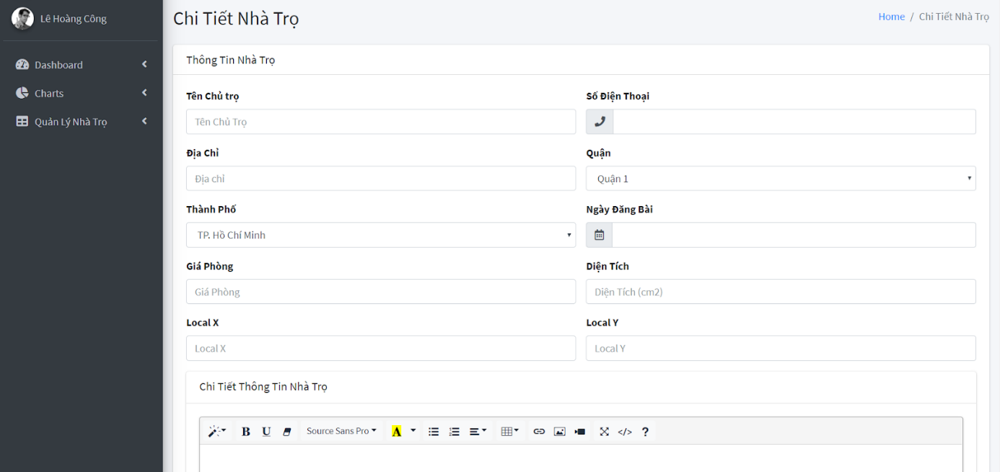 Lê Hoàng Công
Dashboard
Charts
Quản Lý Nhà Trọ
Chi Tiết Nhà Trọ
Home / Chi Tiết Nhà Trọ
Thông Tin Nhà Trọ
Tên Chủ trọ
Số Điện Thoại
Tên Chủ Trọ
Địa Chỉ
Quận
Địa chỉ
Quận 1
Thành Phố
Ngày Đăng Bài
TP. Hồ Chí Minh
Giá Phòng
Diện Tích
Giá Phòng
Diện Tích (cm2)
Local X
Local Y
Local X
Local Y
Chi Tiết Thông Tin Nhà Trọ
B U Source Sans Pro A </> ?